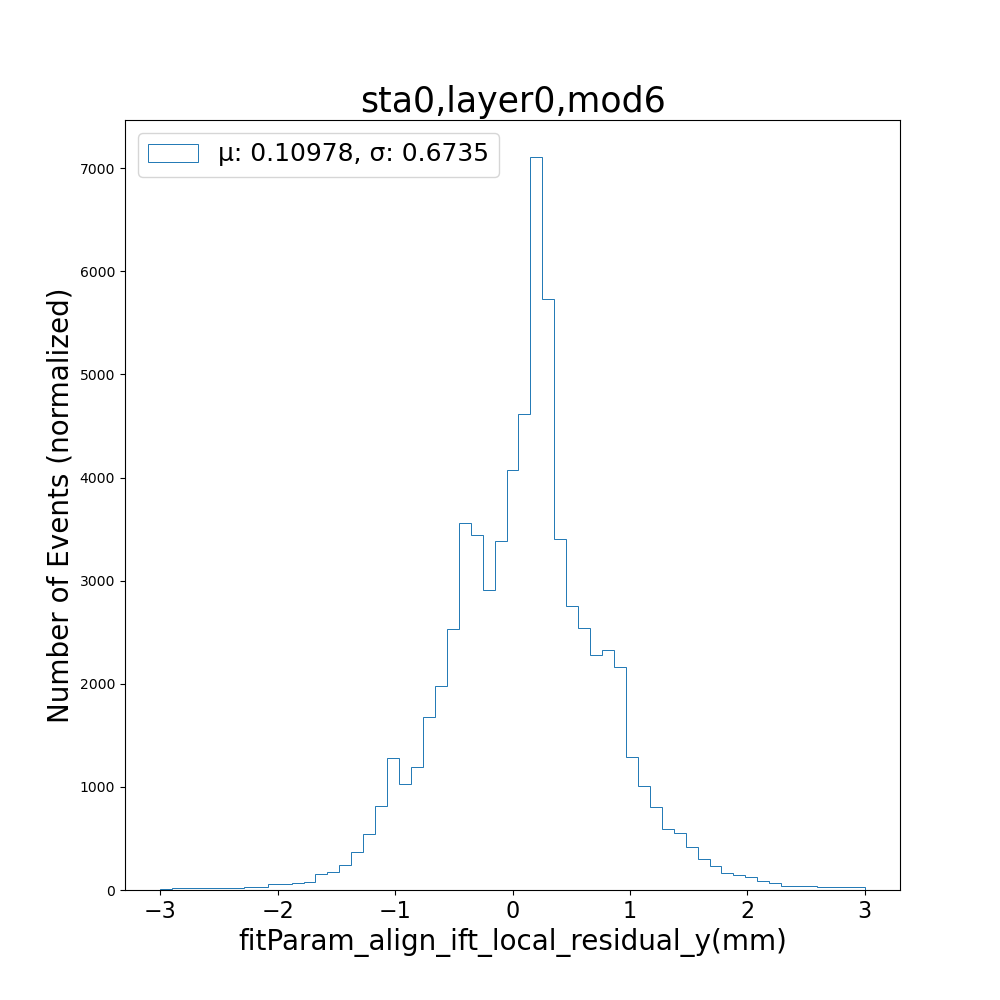 sta0,layer0,mod6
μ: 0.10978, σ: 0.6735
Number of Events (normalized)
7000
6000
5000
4000
3000
2000
1000
0
−3 −2 −1 0 1 2 3
fitParam_align_ift_local_residual_y(mm)